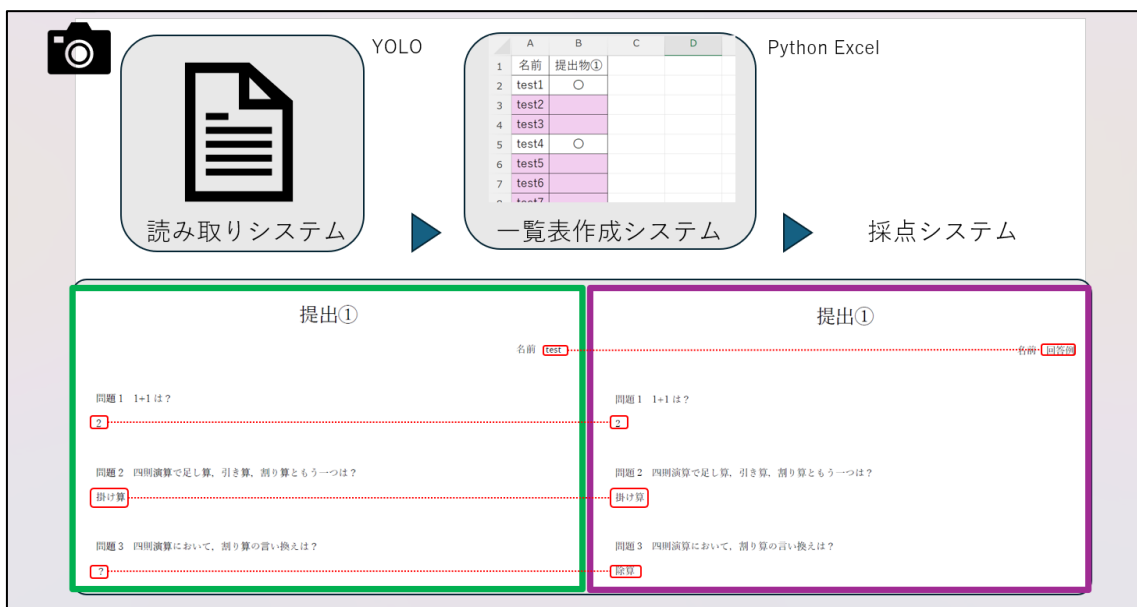 YOLO
Python Excel
A B C D
1 名前 提出物①
2 test1 〇
3 test2
4 test3
5 test4 〇
6 test5
7 test6
test7
読み取りシステム
一覧表作成システム
採点システム
提出①
名前 test
問題1 1+1は?
2
問題2 四則演算で足し算，引き算，割り算ともう一つは?
掛け算
問題3 四則演算において，割り算の言い換えは?
?
提出①
名前 回答例
問題1 1+1は?
2
問題2 四則演算で足し算，引き算，割り算ともう一つは?
掛け算
問題3 四則演算において，割り算の言い換えは?
除算